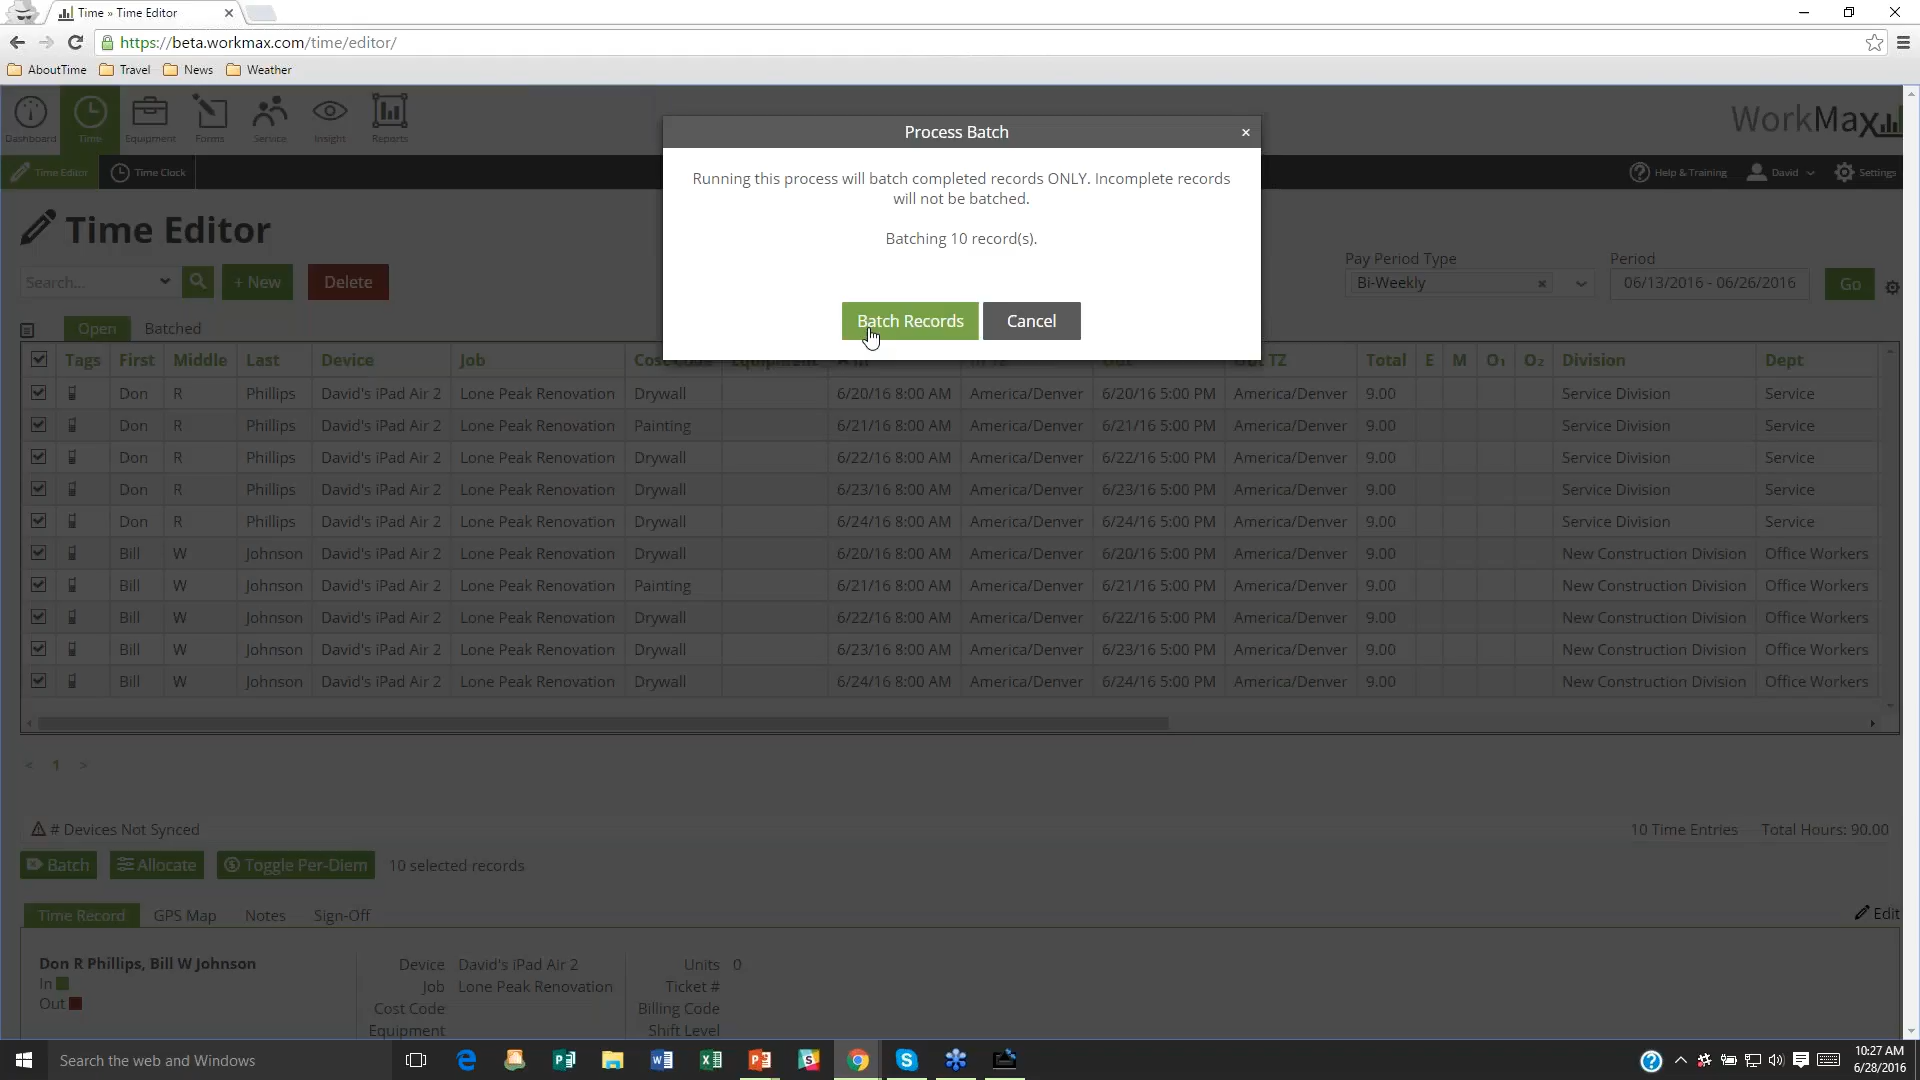 Time » Time Editor
https://beta.workmax.com/time/editor/
AboutTime Travel News Weather
Dashboard Time Equipment Forms Service Insight Reports
WorkMax
Time Editor Time Clock Help & Training David Settings
Process Batch
Running this process will batch completed records ONLY. Incomplete records
will not be batched.
Batching 10 record(s).
Batch Records Cancel
Time Editor
Pay Period Type Period
Search... + New Delete Bi-Weekly 06/13/2016 - 06/26/2016 Go
Open Batched
Tags First Middle Last Device Job TZ Total E M O1 O2 Division Dept
Don R Phillips David's iPad Air 2 Lone Peak Renovation Drywall 6/20/16 8:00 AM America/Denver 6/20/16 5:00 PM America/Denver 9.00 Service Division Service
Don R Phillips David's iPad Air 2 Lone Peak Renovation Painting 6/21/16 8:00 AM America/Denver 6/21/16 5:00 PM America/Denver 9.00 Service Division Service
Don R Phillips David's iPad Air 2 Lone Peak Renovation Drywall 6/22/16 8:00 AM America/Denver 6/22/16 5:00 PM America/Denver 9.00 Service Division Service
Don R Phillips David's iPad Air 2 Lone Peak Renovation Drywall 6/23/16 8:00 AM America/Denver 6/23/16 5:00 PM America/Denver 9.00 Service Division Service
Don R Phillips David's iPad Air 2 Lone Peak Renovation Drywall 6/24/16 8:00 AM America/Denver 6/24/16 5:00 PM America/Denver 9.00 Service Division Service
Bill W Johnson David's iPad Air 2 Lone Peak Renovation Drywall 6/20/16 8:00 AM America/Denver 6/20/16 5:00 PM America/Denver 9.00 New Construction Division Office Workers
Bill W Johnson David's iPad Air 2 Lone Peak Renovation Painting 6/21/16 8:00 AM America/Denver 6/21/16 5:00 PM America/Denver 9.00 New Construction Division Office Workers
Bill W Johnson David's iPad Air 2 Lone Peak Renovation Drywall 6/22/16 8:00 AM America/Denver 6/22/16 5:00 PM America/Denver 9.00 New Construction Division Office Workers
Bill W Johnson David's iPad Air 2 Lone Peak Renovation Drywall 6/23/16 8:00 AM America/Denver 6/23/16 5:00 PM America/Denver 9.00 New Construction Division Office Workers
Bill W Johnson David's iPad Air 2 Lone Peak Renovation Drywall 6/24/16 8:00 AM America/Denver 6/24/16 5:00 PM America/Denver 9.00 New Construction Division Office Workers
< 1 >
# Devices Not Synced 10 Time Entries Total Hours: 90.00
Batch Allocate Toggle Per-Diem 10 selected records
Time Record GPS Map Notes Sign-Off Edit
Don R Phillips, Bill W Johnson Device David's iPad Air 2 Units 0
In Job Lone Peak Renovation Ticket #
Out Cost Code Billing Code
Equipment Shift Level
Search the web and Windows
10:27 AM
6/28/2016